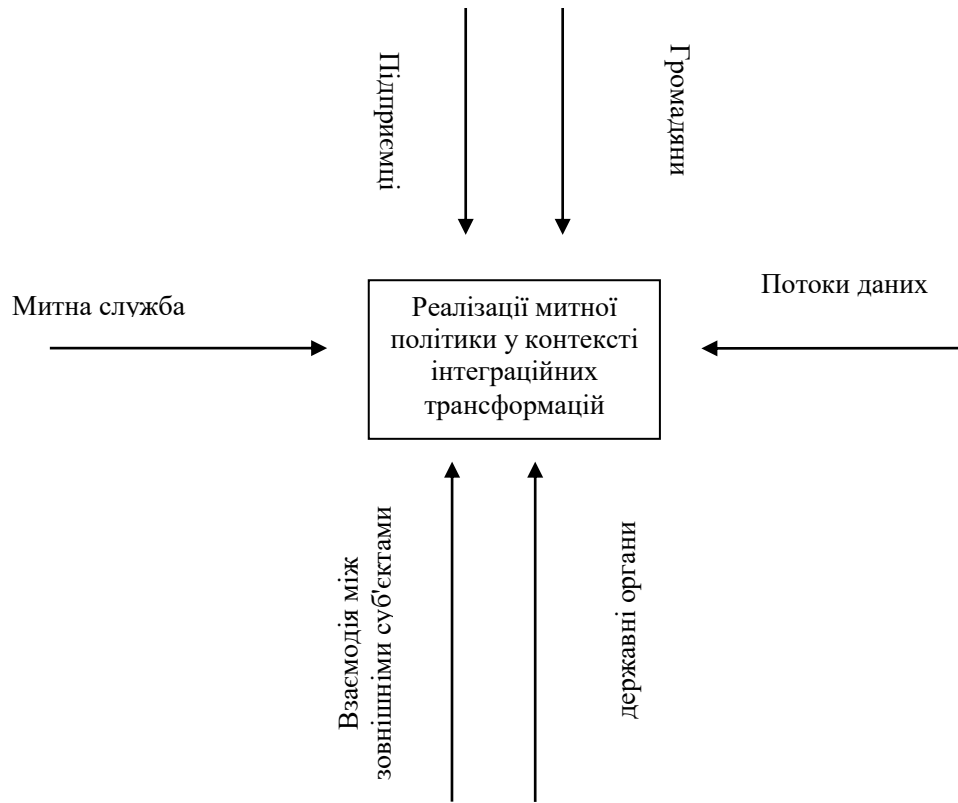 Підприємці
Громадяни
Митна служба
Потоки даних
Реалізації митної
політики у контексті
інтеграційних
трансформацій
Взаємодія між
зовнішніми суб'єктами
державні органи